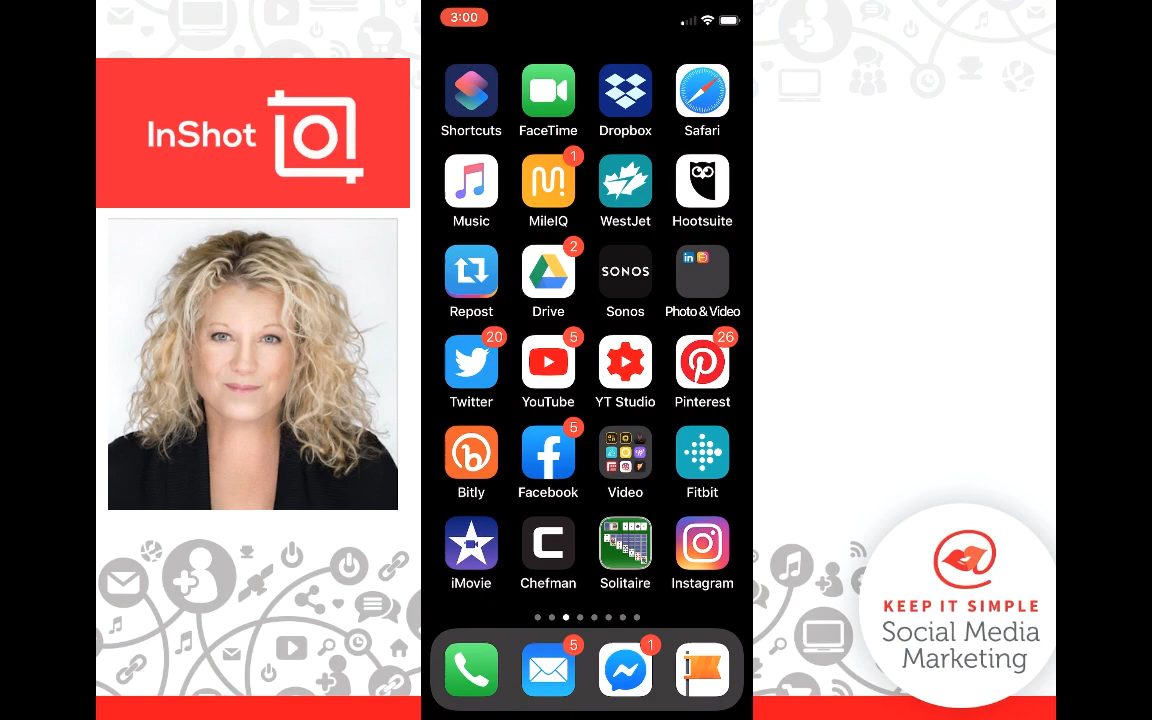 InShot
3:00
Shortcuts
FaceTime
Dropbox
Safari
1
Music
MileIQ
WestJet
Hootsuite
2
SONOS
in
Repost
Drive
Sonos
Photo & Video
20
5
26
Twitter
YouTube
YT Studio
Pinterest
5
Bitly
Facebook
Video
Fitbit
iMovie
Chefman
Solitaire
Instagram
5
1
KEEP IT SIMPLE
Social Media
Marketing